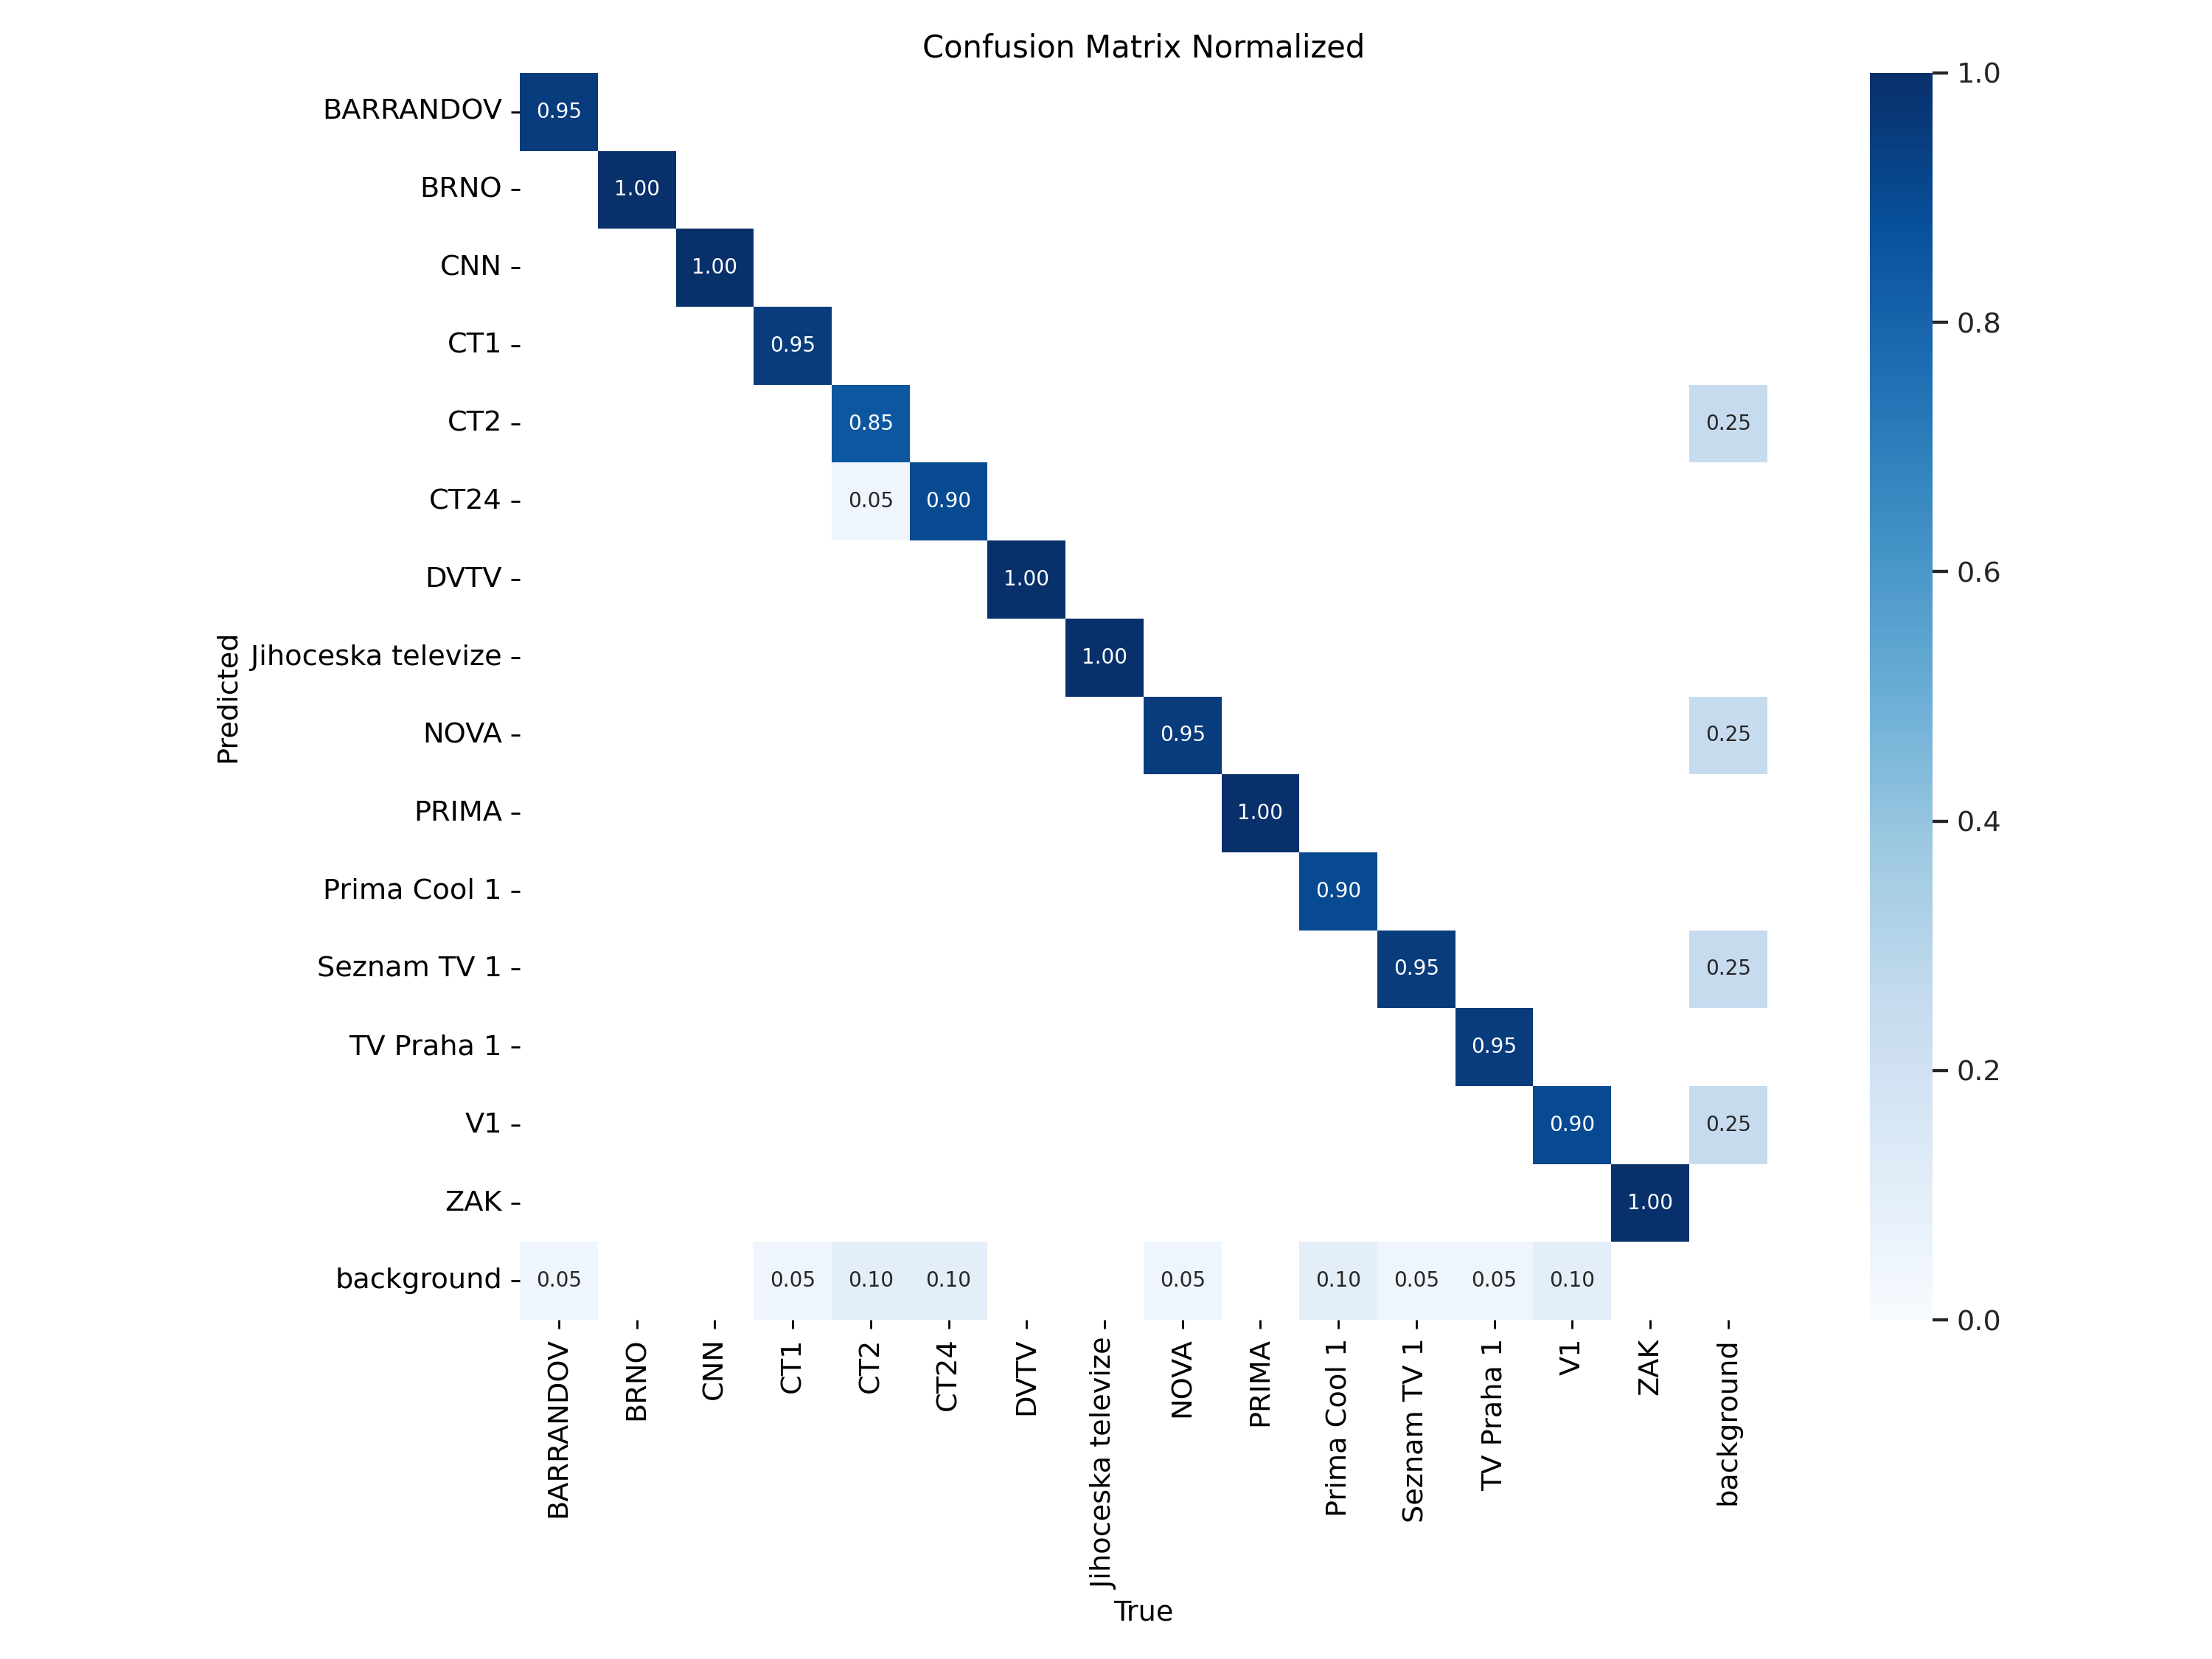 Confusion Matrix Normalized
BARRANDOV
0.95
BRNO
1.00
CNN
1.00
CT1
0.95
CT2
0.85
0.25
CT24
0.05
0.90
DVTV
1.00
Jihoceska televize
1.00
NOVA
0.95
0.25
PRIMA
1.00
Prima Cool 1
0.90
Seznam TV 1
0.95
0.25
TV Praha 1
0.95
V1
0.90
0.25
ZAK
1.00
background
0.05
0.05
0.10
0.10
0.05
0.10
0.05
0.05
0.10
Predicted
BARRANDOV
BRNO
CNN
CT1
CT2
CT24
DVTV
Jihoceska televize
NOVA
PRIMA
Prima Cool 1
Seznam TV 1
TV Praha 1
V1
ZAK
background
True
1.0
0.8
0.6
0.4
0.2
0.0